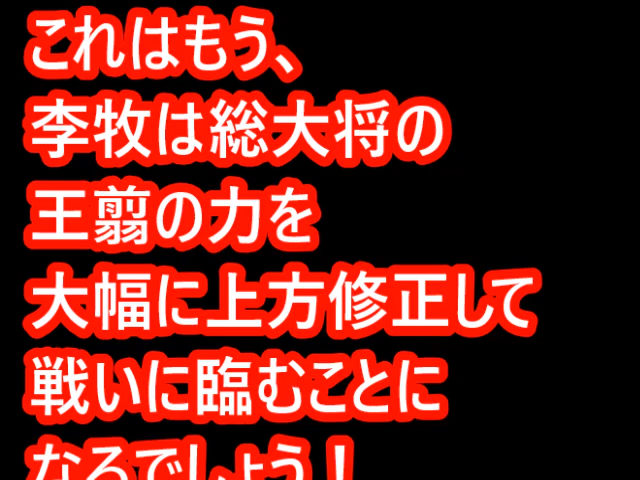 これはもう、
李牧は総大将の
王翦の力を
大幅に上方修正して
戦いに臨むことに
なるでしょう！